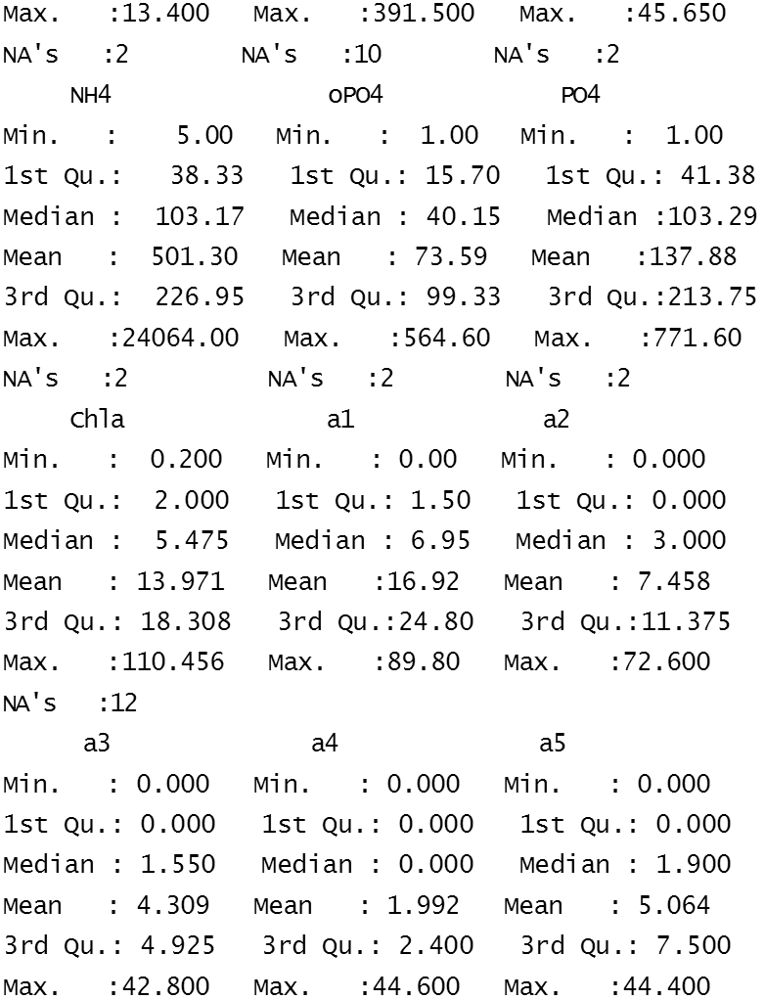 Max.   :13.400   Max.   :391.500   Max.   :45.650
NA's   :2        NA's   :10        NA's   :2
NH4                oPO4             PO4
Min.   :    5.00   Min.   :  1.00   Min.   :  1.00
1st Qu.:   38.33   1st Qu.: 15.70   1st Qu.: 41.38
Median :  103.17   Median : 40.15   Median :103.29
Mean   :  501.30   Mean   : 73.59   Mean   :137.88
3rd Qu.:  226.95   3rd Qu.: 99.33   3rd Qu.:213.75
Max.   :24064.00   Max.   :564.60   Max.   :771.60
NA's   :2          NA's   :2        NA's   :2
Chla               a1              a2
Min.   :  0.200   Min.   : 0.00   Min.   : 0.000
1st Qu.:  2.000   1st Qu.: 1.50   1st Qu.: 0.000
Median :  5.475   Median : 6.95   Median : 3.000
Mean   : 13.971   Mean   :16.92   Mean   : 7.458
3rd Qu.: 18.308   3rd Qu.:24.80   3rd Qu.:11.375
Max.   :110.456   Max.   :89.80   Max.   :72.600
NA's   :12
a3               a4               a5
Min.   : 0.000   Min.   : 0.000   Min.   : 0.000
1st Qu.: 0.000   1st Qu.: 0.000   1st Qu.: 0.000
Median : 1.550   Median : 0.000   Median : 1.900
Mean   : 4.309   Mean   : 1.992   Mean   : 5.064
3rd Qu.: 4.925   3rd Qu.: 2.400   3rd Qu.: 7.500
Max.   :42.800   Max.   :44.600   Max.   :44.400